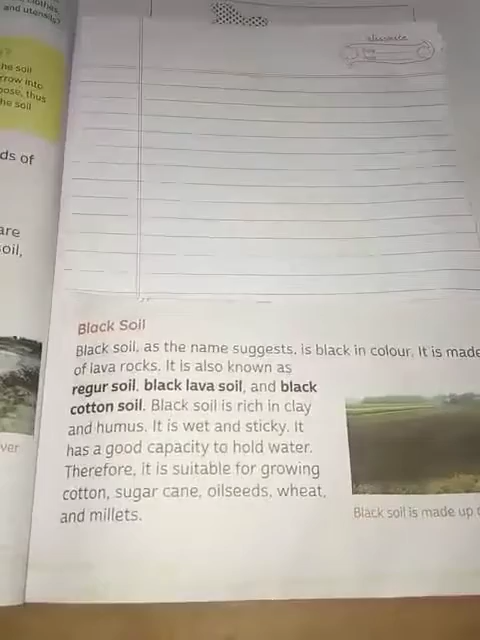 clothes,
and utensils?
he soil
rrow into
oose, thus
he soil
ds of
are
soil,
ver
Black Soil
Black soil, as the name suggests, is black in colour. It is made
of lava rocks. It is also known as
regur soil, black lava soil, and black
cotton soil. Black soil is rich in clay
and humus. It is wet and sticky. It
has a good capacity to hold water.
Therefore, it is suitable for growing
cotton, sugar cane, oilseeds, wheat,
and millets.
Black soil is made up